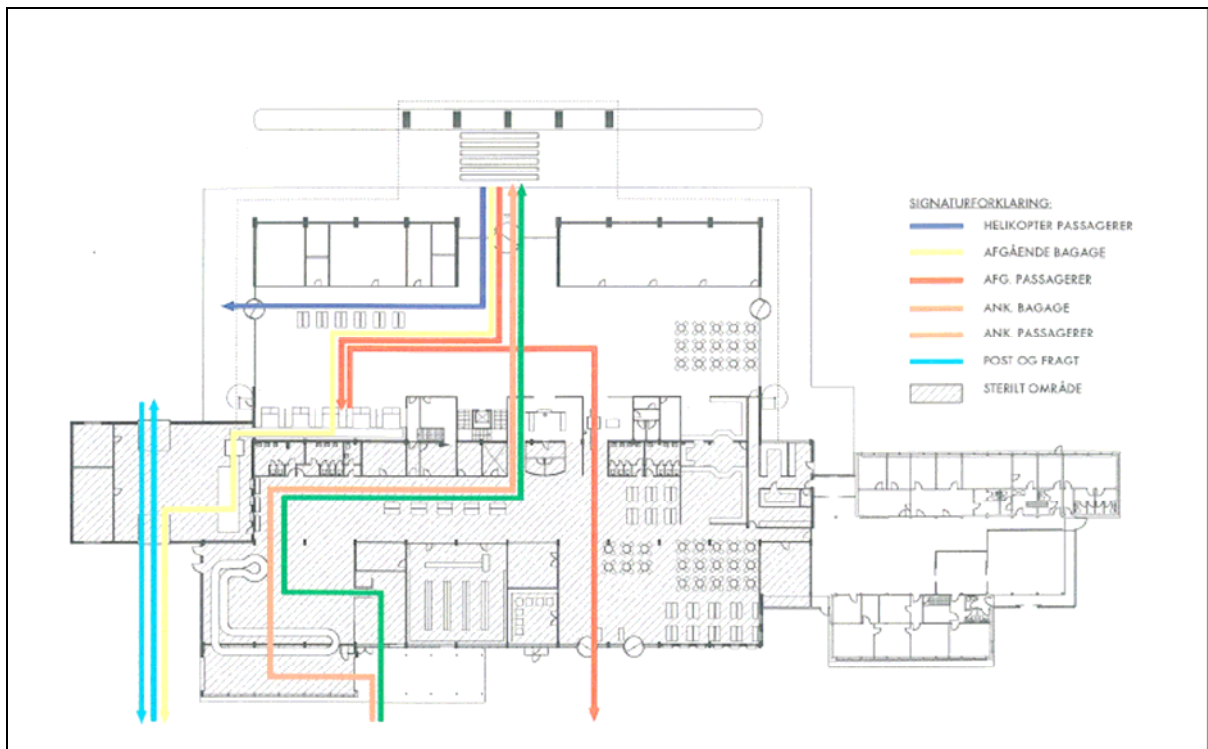 SIGNATURFORKLARING:
HELIKOPTER PASSAGERER
AFGÅENDE BAGAGE
AFG. PASSAGERER
ANK. BAGAGE
ANK. PASSAGERER
POST OG FRAGT
STERILT OMRÅDE